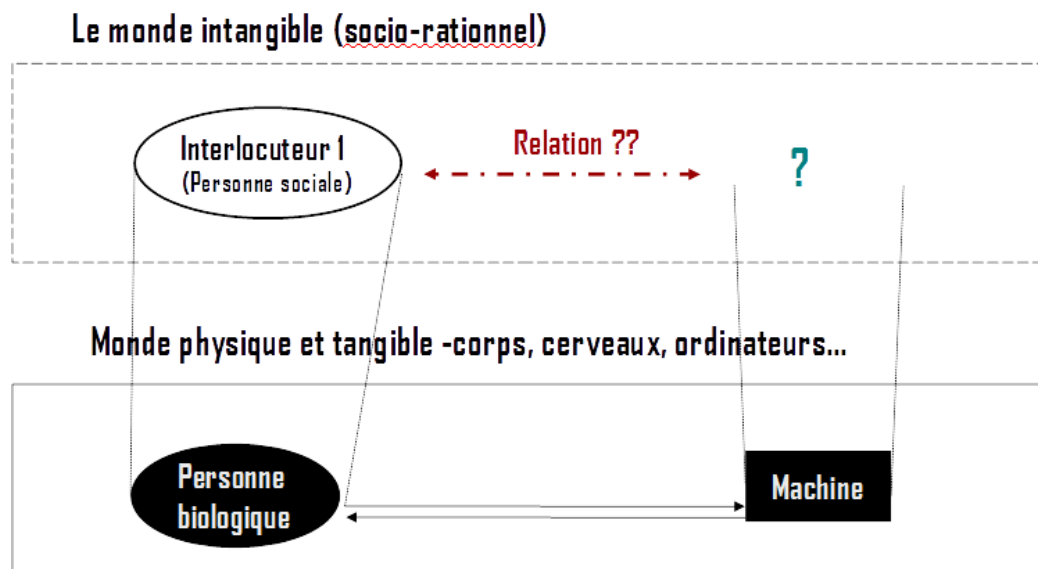 Le monde intangible (socio-rationnel)
Interlocuteur 1
(Personne sociale)
Relation ??
?
Monde physique et tangible -corps, cerveaux, ordinateurs...
Personne
biologique
Machine